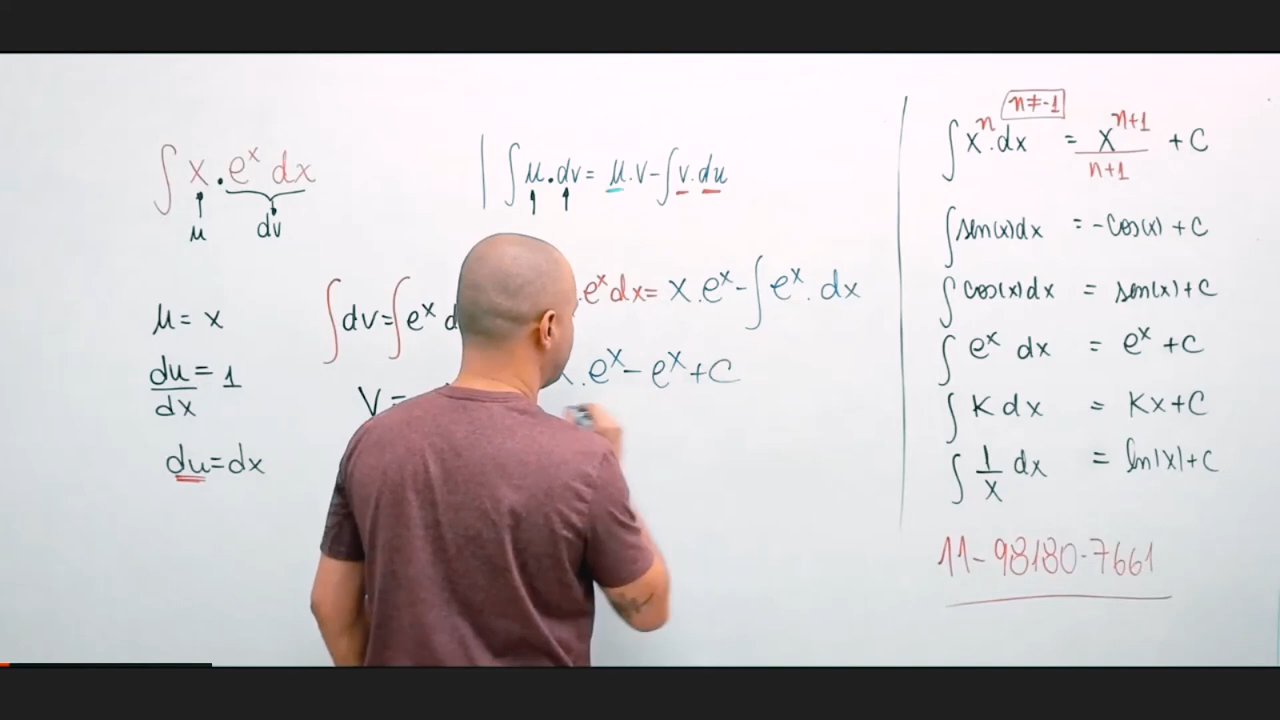 ∫ x . e^x dx
μ dv
| ∫ μ . dv = μ . v - ∫ v . du
μ = x
du/dx = 1
du = dx
∫ dv = ∫ e^x d
V =
. e^x dx = x . e^x - ∫ e^x . dx
x . e^x - e^x + C
n ≠ -1
∫ x^n . dx = x^(n+1)/(n+1) + C
∫ sen(x) dx = - cos(x) + C
∫ cos(x) dx = sen(x) + C
∫ e^x dx = e^x + C
∫ K dx = Kx + C
∫ 1/x dx = ln|x| + C
11-98180-7661